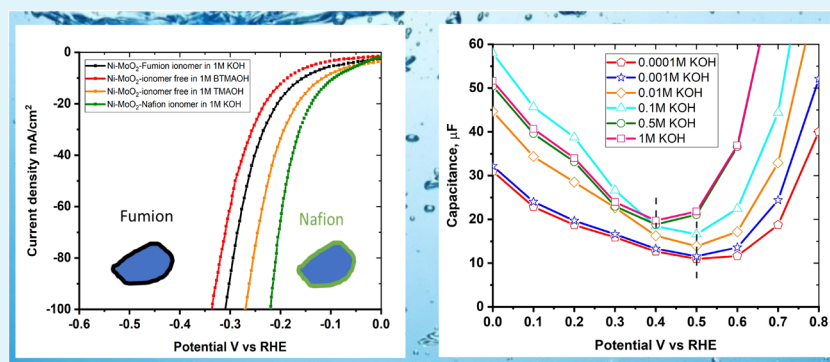 0
-20
-40
-60
-80
-100
Current density mA/cm²
Ni-MoO₂-Fumion ionomer in 1M KOH
Ni-MoO₂-ionomer free in 1M BTMAOH
Ni-MoO₂-ionomer free in 1M TMAOH
Ni-MoO₂-Nafion ionomer in 1M KOH
Fumion
Nafion
-0.6 -0.5 -0.4 -0.3 -0.2 -0.1 0.0
Potential V vs RHE
60
50
40
30
20
10
0
Capacitance, µF
0.0001M KOH
0.001M KOH
0.01M KOH
0.1M KOH
0.5M KOH
1M KOH
0.0 0.1 0.2 0.3 0.4 0.5 0.6 0.7 0.8
Potential V vs RHE